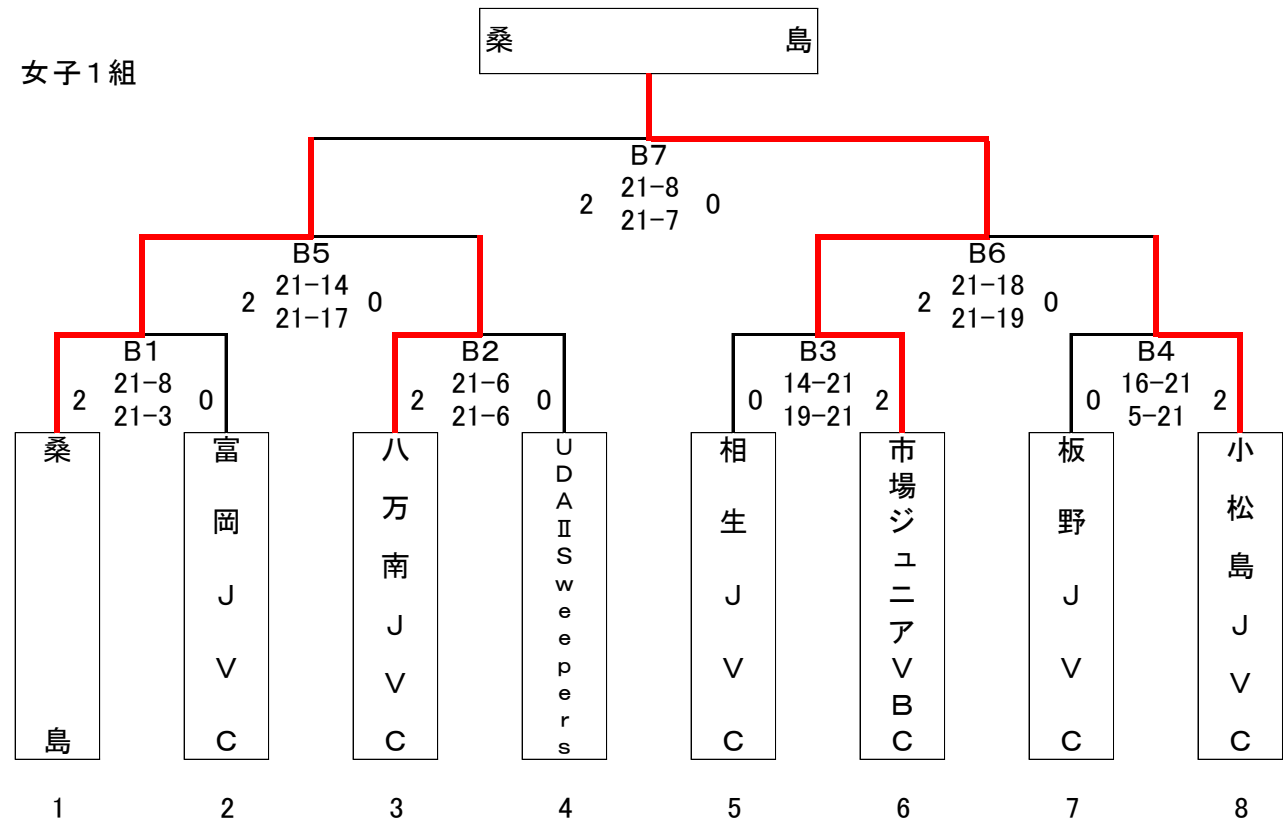 桑島
女子1組
B7
21-8
2 0
21-7
B5 B6
21-14 21-18
2 0 2 0
21-17 21-19
B1 B2 B3 B4
21-8 21-6 14-21 16-21
2 0 2 0 0 2 0 2
21-3 21-6 19-21 5-21
桑島
富岡JVC
八万南JVC
UDAⅡSweepers
相生JVC
市場ジュニアVBC
板野JVC
小松島JVC
1 2 3 4 5 6 7 8